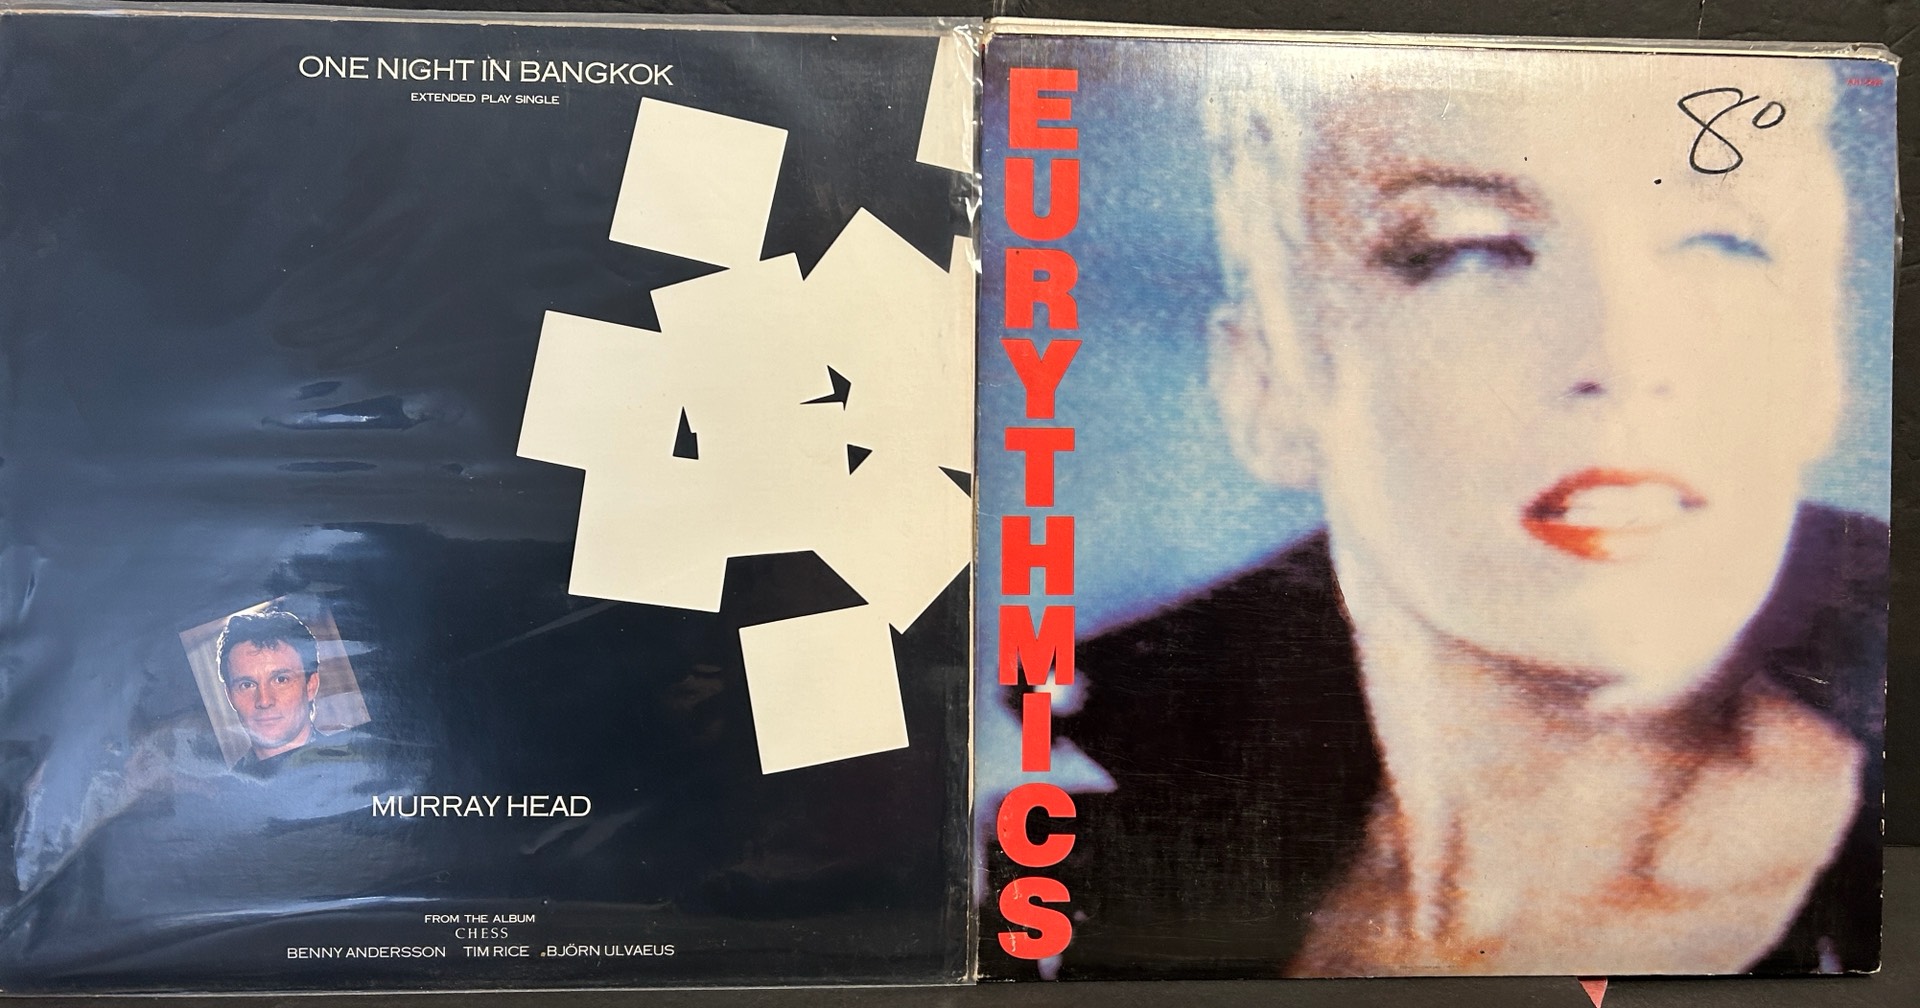 ONE NIGHT IN BANGKOK
EXTENDED PLAY SINGLE
MURRAY HEAD
FROM THE ALBUM
CHESS
BENNY ANDERSSON TIM RICE BJÖRN ULVAEUS
EURYTHMICS
80